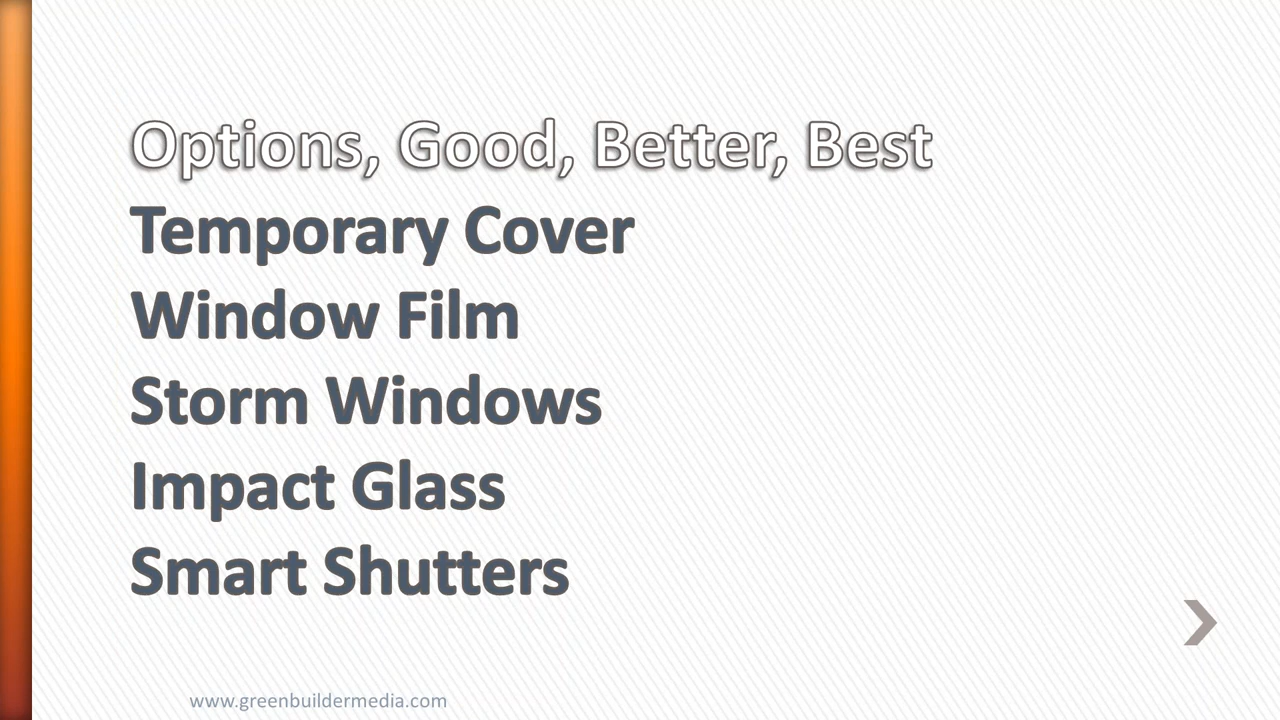 Options, Good, Better, Best
Temporary Cover
Window Film
Storm Windows
Impact Glass
Smart Shutters
www.greenbuildermedia.com